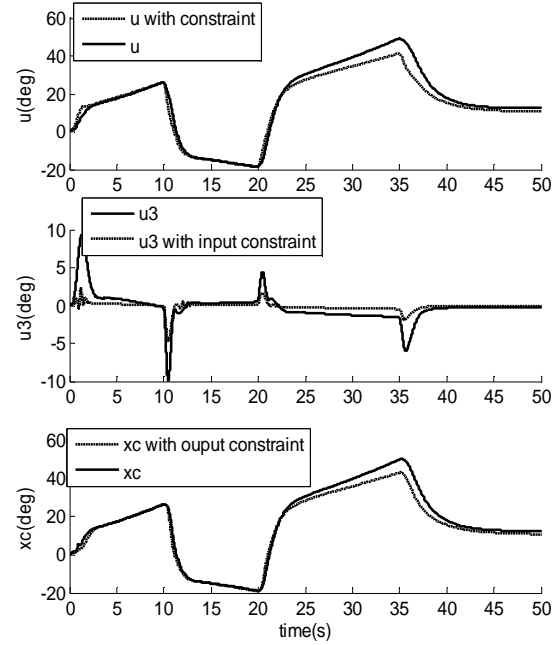 60
40
20
0
-20
u(deg)
u with constraint
u
0 5 10 15 20 25 30 35 40 45 50
10
5
0
-5
-10
u3(deg)
u3
u3 with input constraint
0 5 10 15 20 25 30 35 40 45 50
60
40
20
0
-20
xc(deg)
xc with ouput constraint
xc
0 5 10 15 20 25 30 35 40 45 50
time(s)